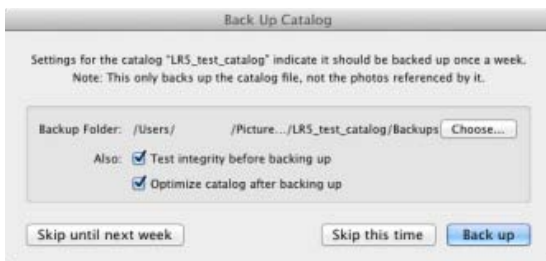 Back Up Catalog
Settings for the catalog "LR5_test_catalog" indicate it should be backed up once a week.
Note: This only backs up the catalog file, not the photos referenced by it.
Backup Folder: /Users/ /Picture.../LR5_test_catalog/Backups Choose...
Also: Test integrity before backing up
Optimize catalog after backing up
Skip until next week Skip this time Back up